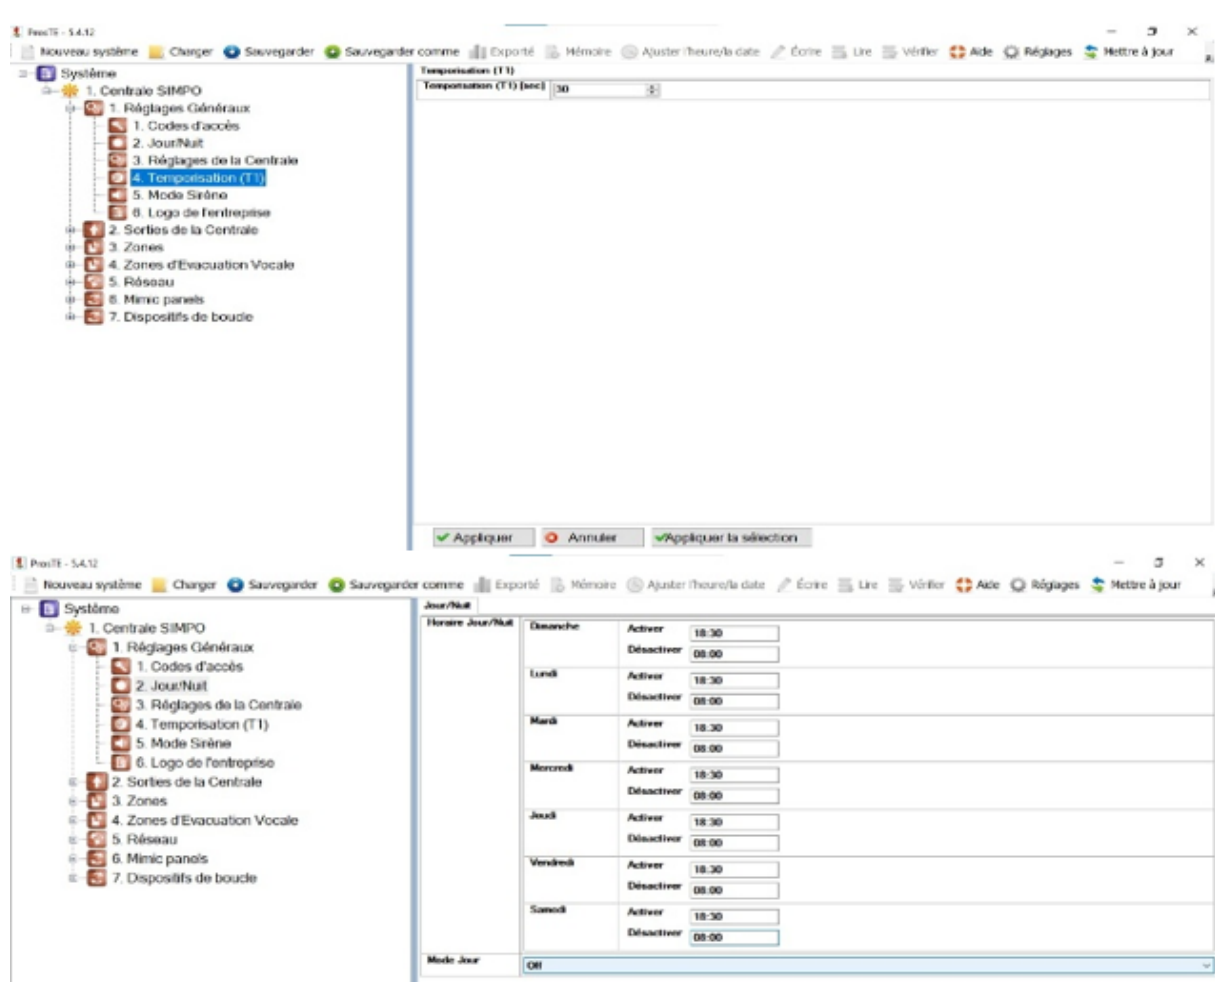 ProsTE - 5.4.12
Nouveau système Charger Sauvegarder Sauvegarder comme Exporté Mémoire Ajuster l'heure/la date Écrire Lire Vérifier Aide Réglages Mettre à jour
Système
1. Centrale SIMPO
1. Réglages Généraux
1. Codes d'accès
2. Jour/Nuit
3. Réglages de la Centrale
4. Temporisation (T1)
5. Mode Sirène
6. Logo de l'entreprise
2. Sorties de la Centrale
3. Zones
4. Zones d'Evacuation Vocale
5. Réseau
6. Mimic panels
7. Dispositifs de boucle
Temporisation (T1)
Temporisation (T1) [sec] 30
Appliquer Annuler Appliquer la sélection
ProsTE - 5.4.12
Nouveau système Charger Sauvegarder Sauvegarder comme Exporté Mémoire Ajuster l'heure/la date Écrire Lire Vérifier Aide Réglages Mettre à jour
Système
1. Centrale SIMPO
1. Réglages Généraux
1. Codes d'accès
2. Jour/Nuit
3. Réglages de la Centrale
4. Temporisation (T1)
5. Mode Sirène
6. Logo de l'entreprise
2. Sorties de la Centrale
3. Zones
4. Zones d'Evacuation Vocale
5. Réseau
6. Mimic panels
7. Dispositifs de boucle
Jour/Nuit
Horaire Jour/Nuit Dimanche Activer 18:30
Désactiver 08:00
Lundi Activer 18:30
Désactiver 08:00
Mardi Activer 18:30
Désactiver 08:00
Mercredi Activer 18:30
Désactiver 08:00
Jeudi Activer 18:30
Désactiver 08:00
Vendredi Activer 18:30
Désactiver 08:00
Samedi Activer 18:30
Désactiver 08:00
Mode Jour Off